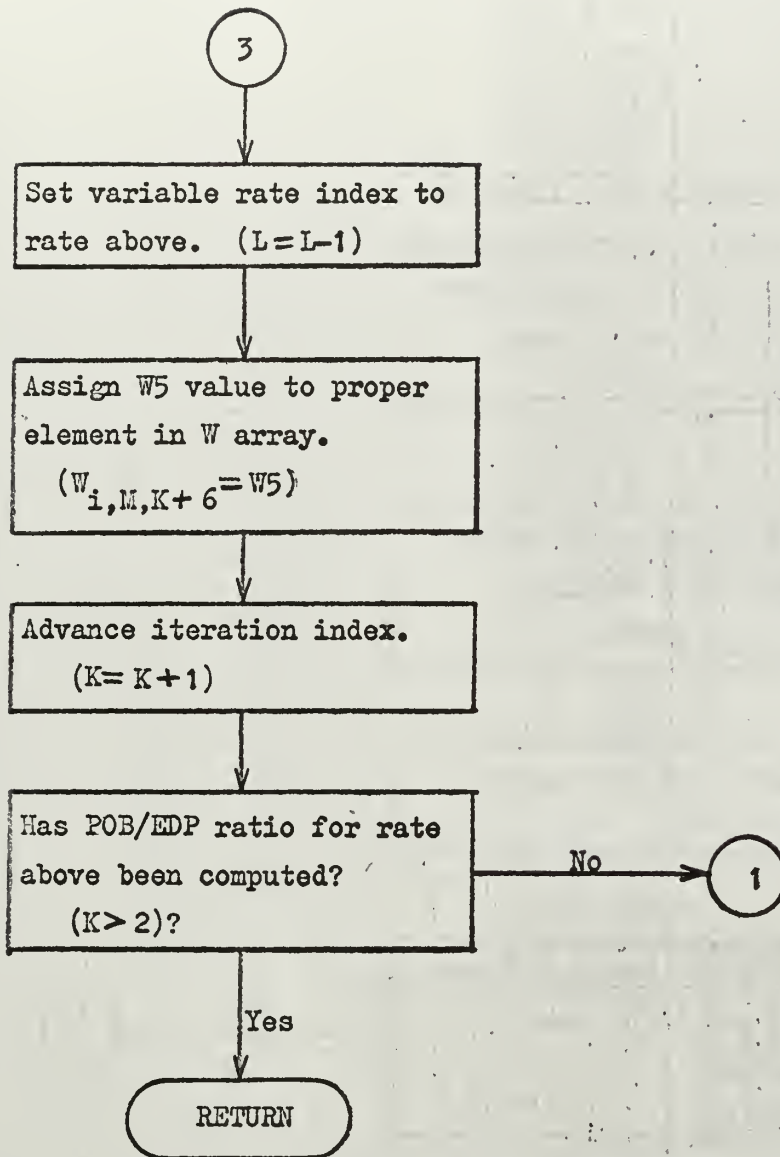 3
Set variable rate index to
rate above. (L=L-1)
Assign W5 value to proper
element in W array.
(Wi,M,K+6=W5)
Advance iteration index.
(K=K+1)
Has POB/EDP ratio for rate
above been computed?
(K>2)?
No
1
Yes
RETURN